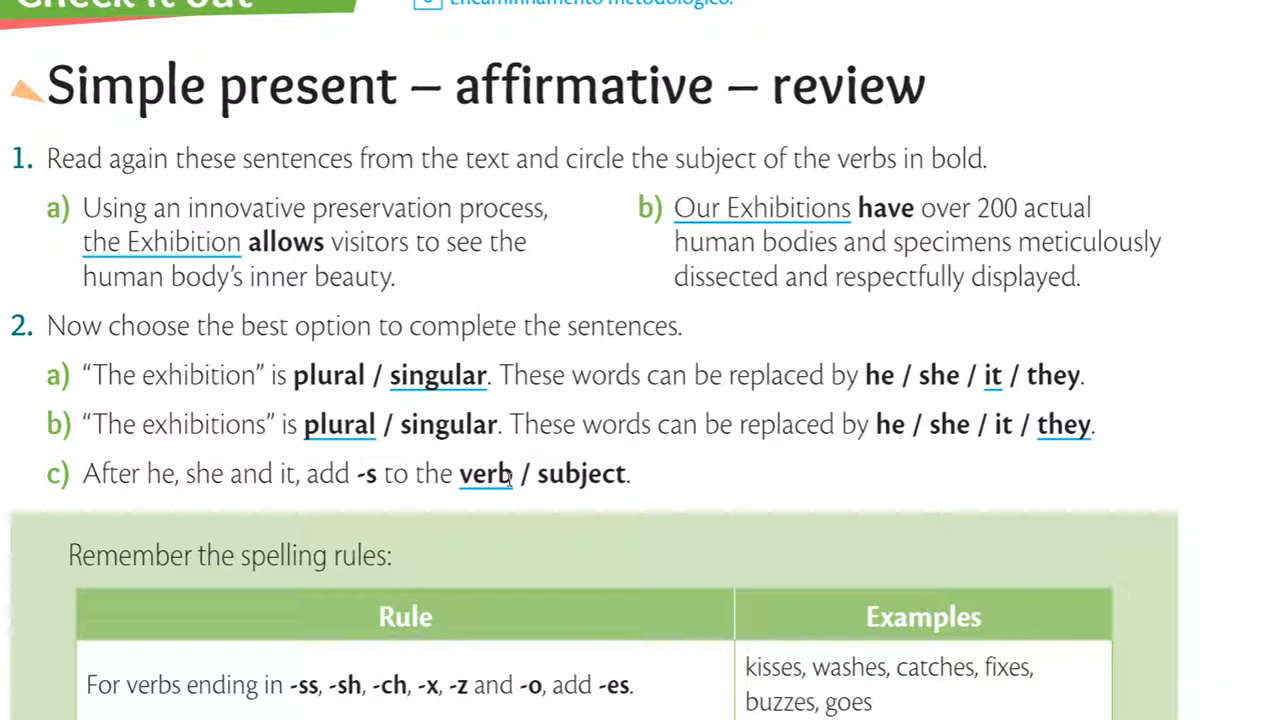 Check it out
Encaminhamento metodológico.
Simple present – affirmative – review
1. Read again these sentences from the text and circle the subject of the verbs in bold.
a) Using an innovative preservation process,
the Exhibition allows visitors to see the
human body's inner beauty.
b) Our Exhibitions have over 200 actual
human bodies and specimens meticulously
dissected and respectfully displayed.
2. Now choose the best option to complete the sentences.
a) “The exhibition” is plural / singular. These words can be replaced by he / she / it / they.
b) “The exhibitions” is plural / singular. These words can be replaced by he / she / it / they.
c) After he, she and it, add -s to the verb / subject.
Remember the spelling rules:
Rule
Examples
For verbs ending in -ss, -sh, -ch, -x, -z and -o, add -es.
kisses, washes, catches, fixes,
buzzes, goes